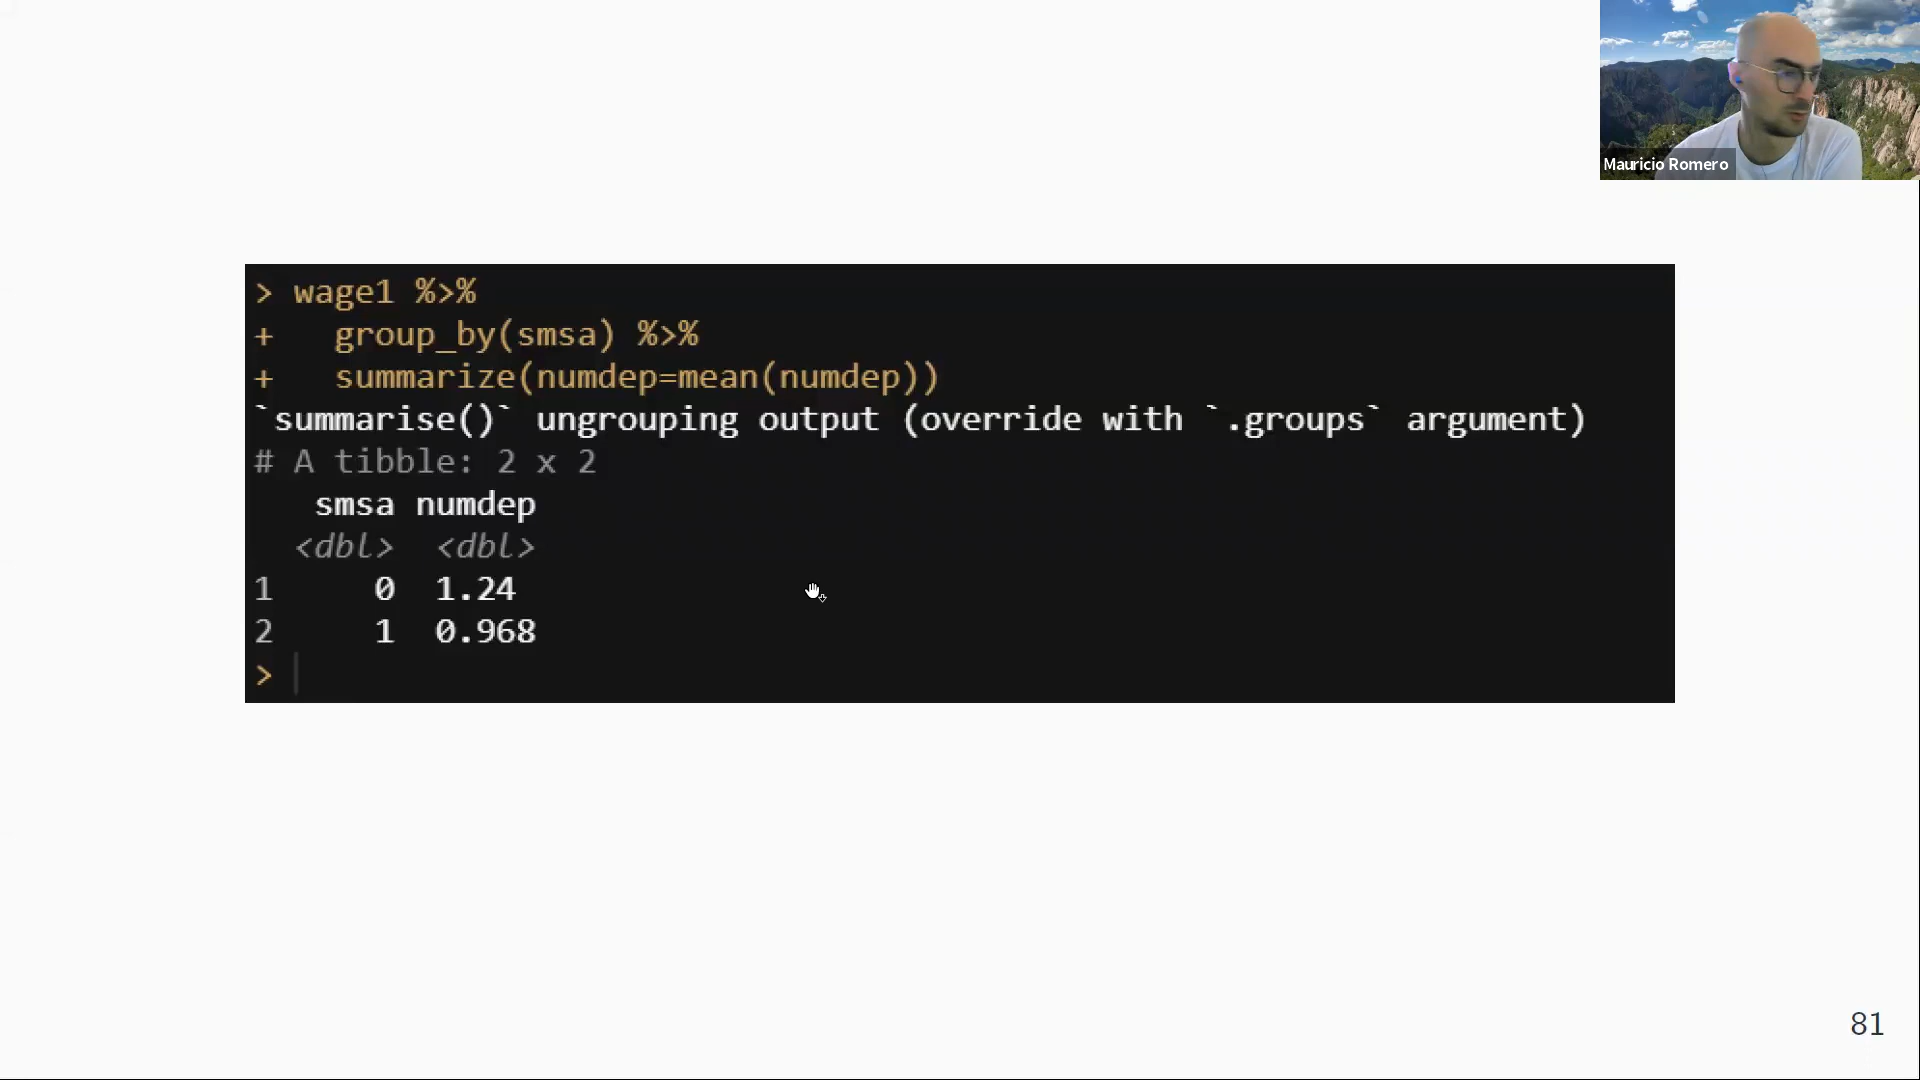 Mauricio Romero
> wage1 %>%
+   group_by(smsa) %>%
+   summarize(numdep=mean(numdep))
`summarise()` ungrouping output (override with `.groups` argument)
# A tibble: 2 x 2
   smsa numdep
  <dbl>  <dbl>
1     0  1.24
2     1  0.968
>
81